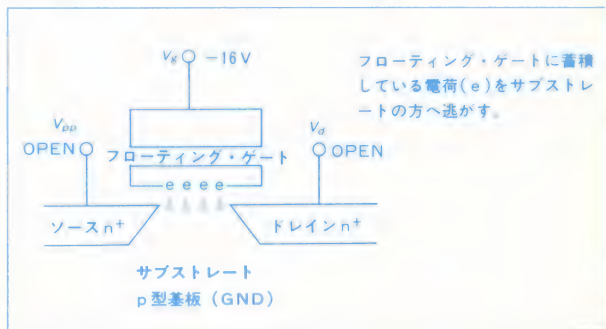 Vg -16V
フローティング・ゲートに蓄積
している電荷(e)をサブストレ
ートの方へ逃がす。
Vpp
OPEN
Vd
OPEN
フローティング・ゲート
e e e e
ソースn+
ドレインn+
サブストレート
p型基板 (GND)